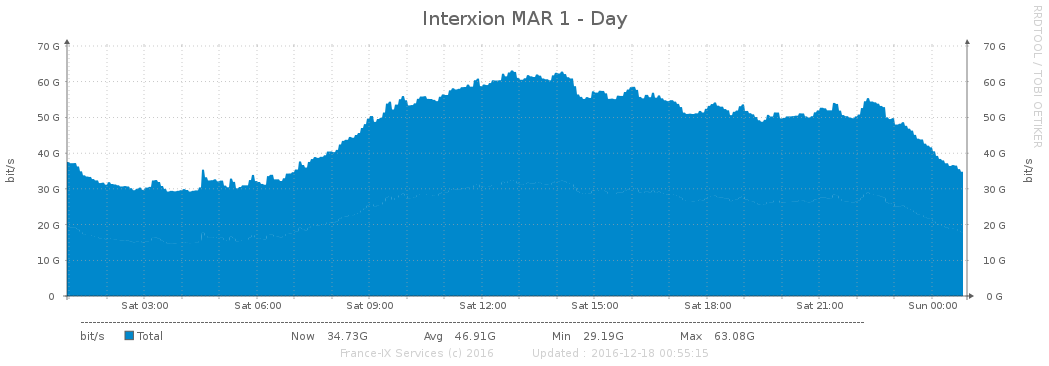 Interxion MAR 1 - Day
RRDTOOL / TOBI OETIKER
bit/s
bit/s
70 G 70 G
60 G 60 G
50 G 50 G
40 G 40 G
30 G 30 G
20 G 20 G
10 G 10 G
0 0 G
Sat 03:00 Sat 06:00 Sat 09:00 Sat 12:00 Sat 15:00 Sat 18:00 Sat 21:00 Sun 00:00
bit/s Total Now 34.73G Avg 46.91G Min 29.19G Max 63.08G
France-IX Services (c) 2016 Updated : 2016-12-18 00:55:15